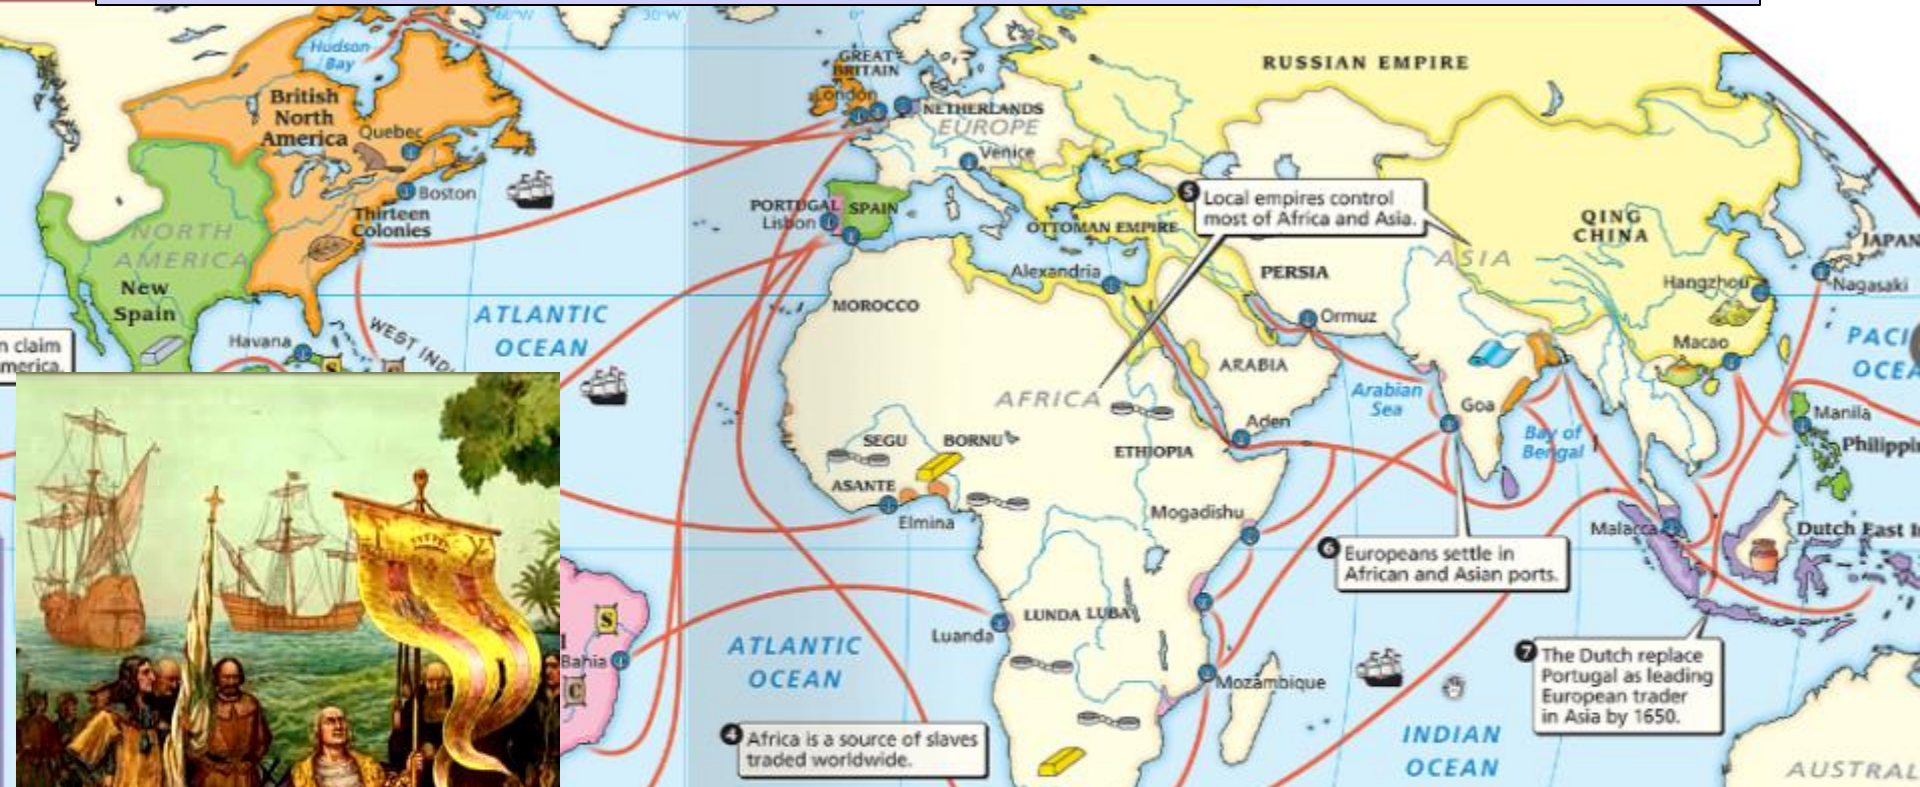 60°W
30°W
0°
Hudson
Bay
British
North
America
Quebec
Boston
Thirteen
Colonies
NORTH
AMERICA
New
Spain
Havana
WEST
n claim
merica.
ATLANTIC
OCEAN
GREAT
BRITAIN
London
NETHERLANDS
EUROPE
Venice
PORTUGAL
SPAIN
Lisbon
OTTOMAN EMPIRE
RUSSIAN EMPIRE
5 Local empires control
most of Africa and Asia.
ASIA
QING
CHINA
JAPAN
Hangzhou
Nagasaki
Macao
PACI
OCEA
Alexandria
PERSIA
Ormuz
MOROCCO
ARABIA
AFRICA
Arabian
Sea
Goa
Bay of
Bengal
Manila
Philippin
Aden
SEGU
BORNU
ETHIOPIA
ASANTE
Elmina
Mogadishu
Malacca
Dutch East I
6 Europeans settle in
African and Asian ports.
S
Bahia
C
LUNDA
LUBA
Luanda
ATLANTIC
OCEAN
Mozambique
7 The Dutch replace
Portugal as leading
European trader
in Asia by 1650.
4 Africa is a source of slaves
traded worldwide.
INDIAN
OCEAN
AUSTRAL